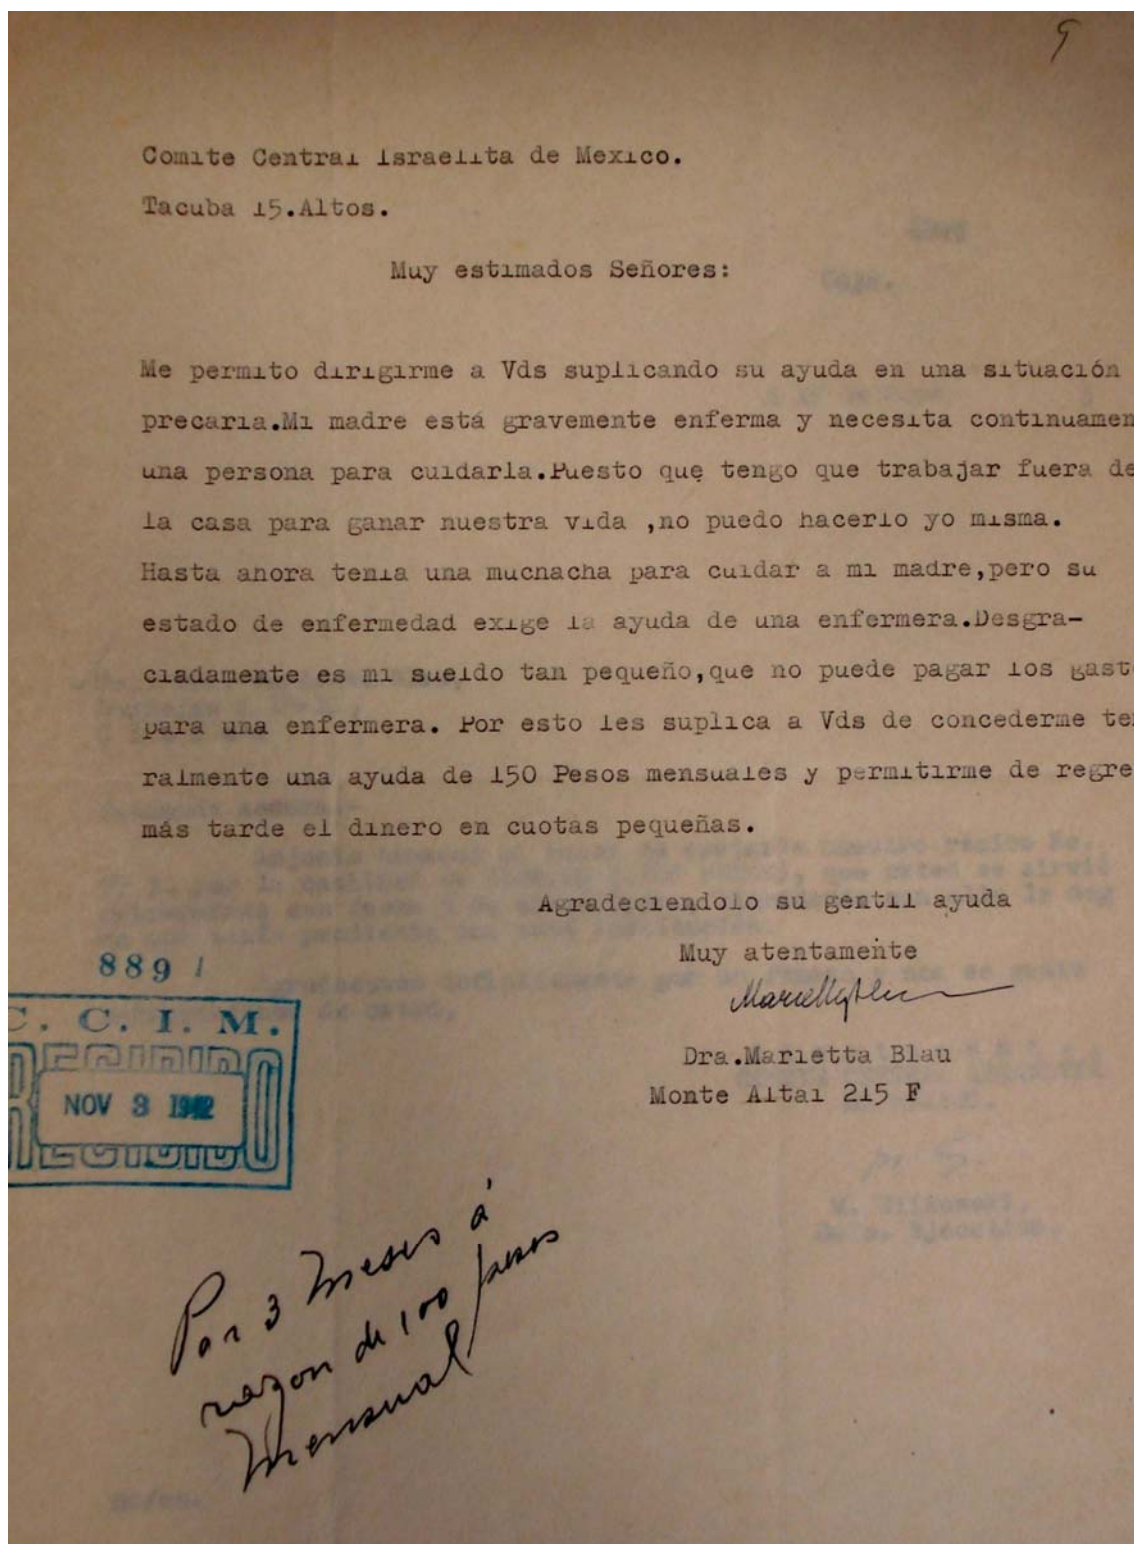 9
Comite Central Israelita de Mexico.
Tacuba 15.Altos.
Muy estimados Señores:
Me permito dirigirme a Vds suplicando su ayuda en una situación
precaria.Mi madre está gravemente enferma y necesita continuamen
una persona para cuidarla.Puesto que tengo que trabajar fuera de
la casa para ganar nuestra vida ,no puedo hacerlo yo misma.
Hasta ahora tenia una muchacha para cuidar a mi madre,pero su
estado de enfermedad exige la ayuda de una enfermera.Desgra-
ciadamente es mi sueldo tan pequeño,que no puede pagar los gast
para una enfermera. Por esto les suplica a Vds de concederme te
ralmente una ayuda de 150 Pesos mensuales y permitirme de regre
más tarde el dinero en cuotas pequeñas.
Agradeciendolo su gentil ayuda
Muy atentamente
Dra.Marietta Blau
Monte Altai 215 F
889
C. C. I. M.
RECIBIDO
NOV 3 1942
RECIBIDO
Por 3 meses á
razon de 100 pesos
mensual